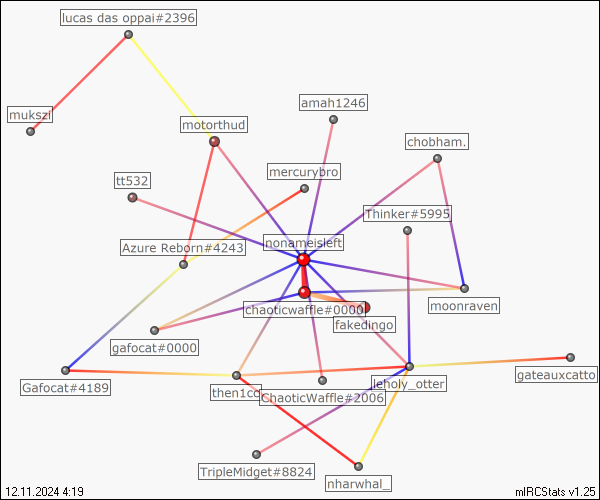 lucas das oppai#2396
mukszi
amah1246
motorthud
chobham.
mercurybro
tt532
Thinker#5995
nonameisleft
Azure Reborn#4243
chaoticwaffle#0000
moonraven
fakedingo
gafocat#0000
gateauxcatto
Gafocat#4189
leholy_otter
then1cc
ChaoticWaffle#2006
TripleMidget#8824
nharwhal_
12.11.2024 4:19
mIRCStats v1.25